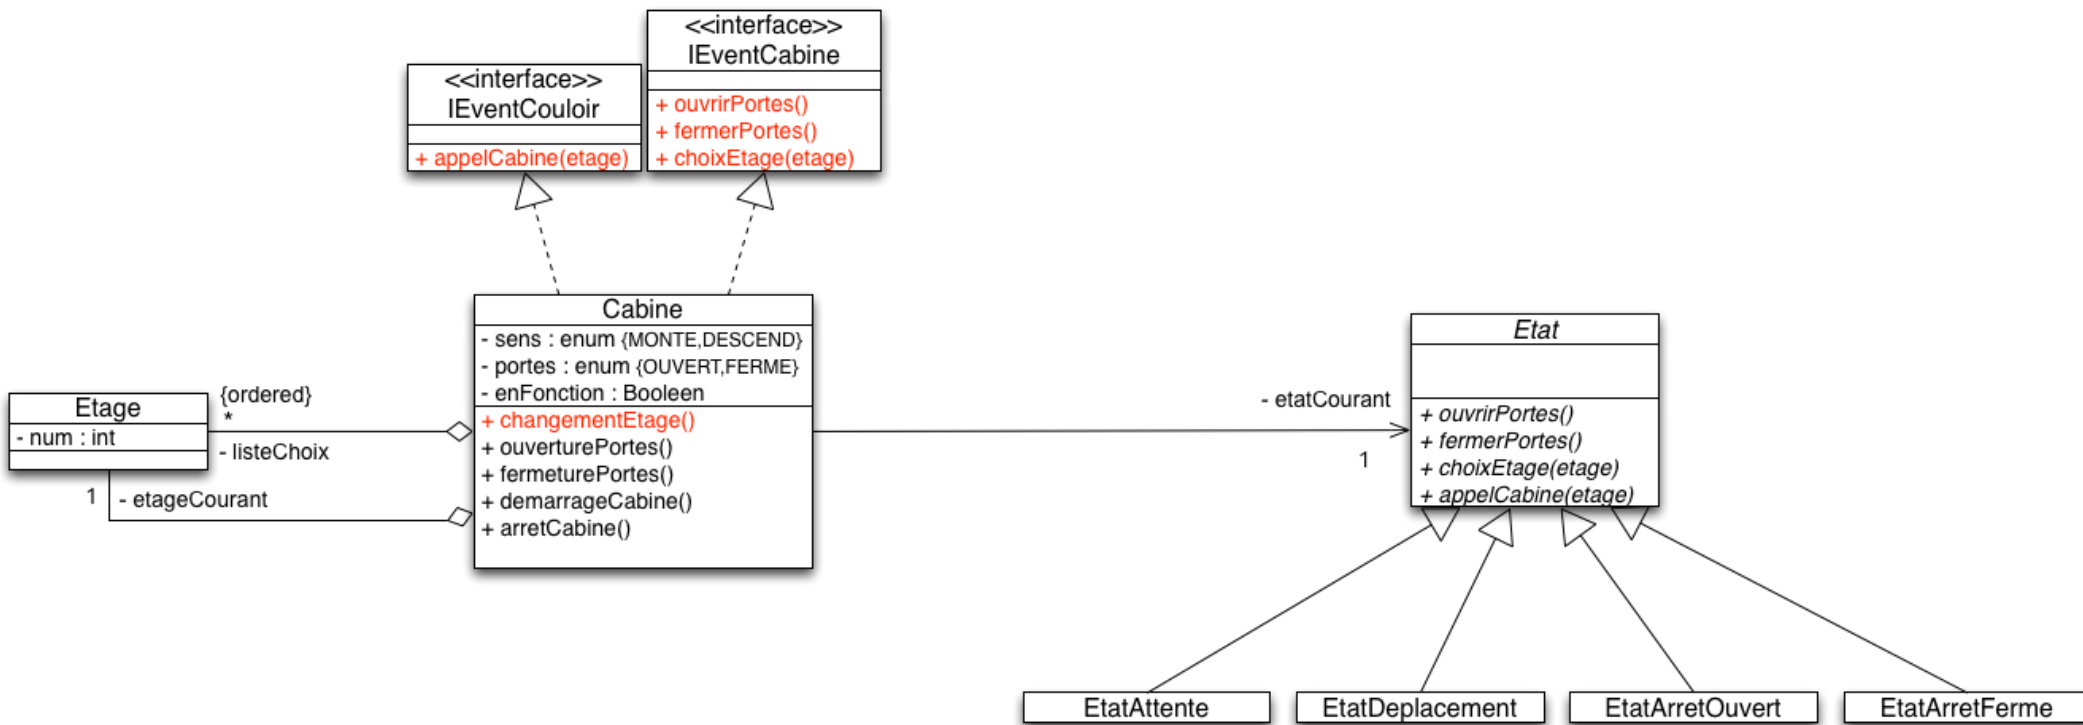 <<interface>>
IEventCouloir
+ appelCabine(etage)
<<interface>>
IEventCabine
+ ouvrirPortes()
+ fermerPortes()
+ choixEtage(etage)
Etage
- num : int
{ordered}
*
- listeChoix
1
- etageCourant
Cabine
- sens : enum {MONTE,DESCEND}
- portes : enum {OUVERT,FERME}
- enFonction : Booleen
+ changementEtage()
+ ouverturePortes()
+ fermeturePortes()
+ demarrageCabine()
+ arretCabine()
- etatCourant
1
Etat
+ ouvrirPortes()
+ fermerPortes()
+ choixEtage(etage)
+ appelCabine(etage)
EtatAttente
EtatDeplacement
EtatArretOuvert
EtatArretFerme